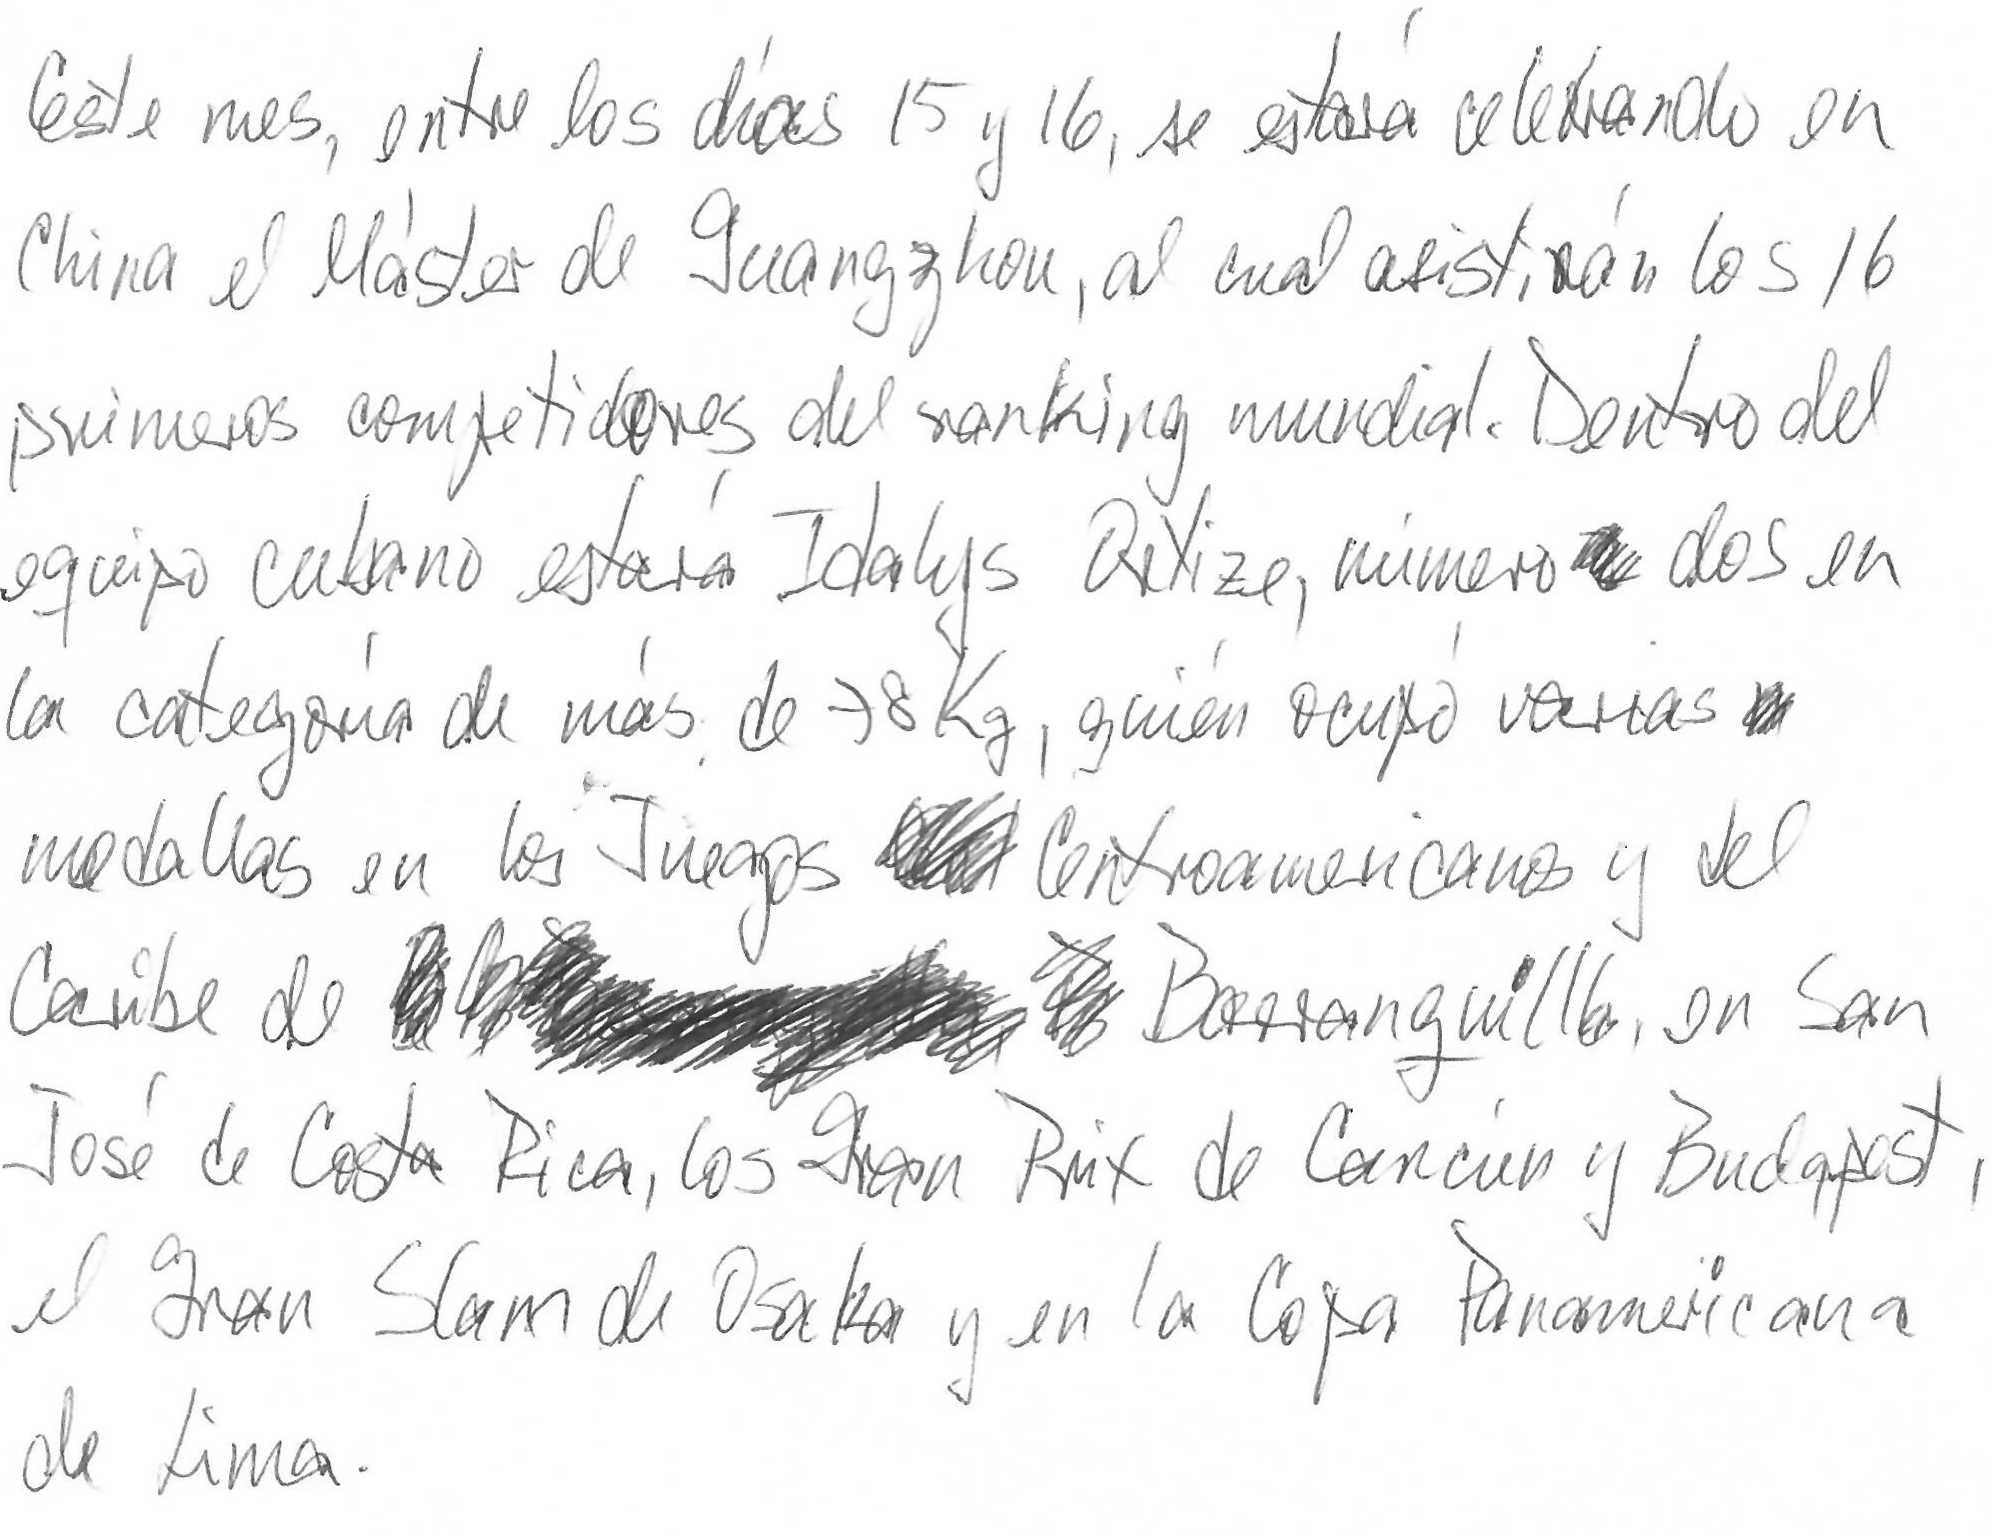 Este mes, entre los días 15 y 16, se estará celebrando en
China el Máster de Guangzhou, al cual asistirán los 16
primeros competidores del ranking mundial. Dentro del
equipo cubano estará Idalys Ortize, número dos en
la categoría de más de 78 Kg, quién ocupó varias
medallas en los Juegos Centroamericanos y del
Caribe de Barranquilla, en San
José de Costa Rica, los Gran Prix de Cancún y Budapest,
el Gran Slam de Osaka y en la Copa Panamericana
de Lima.